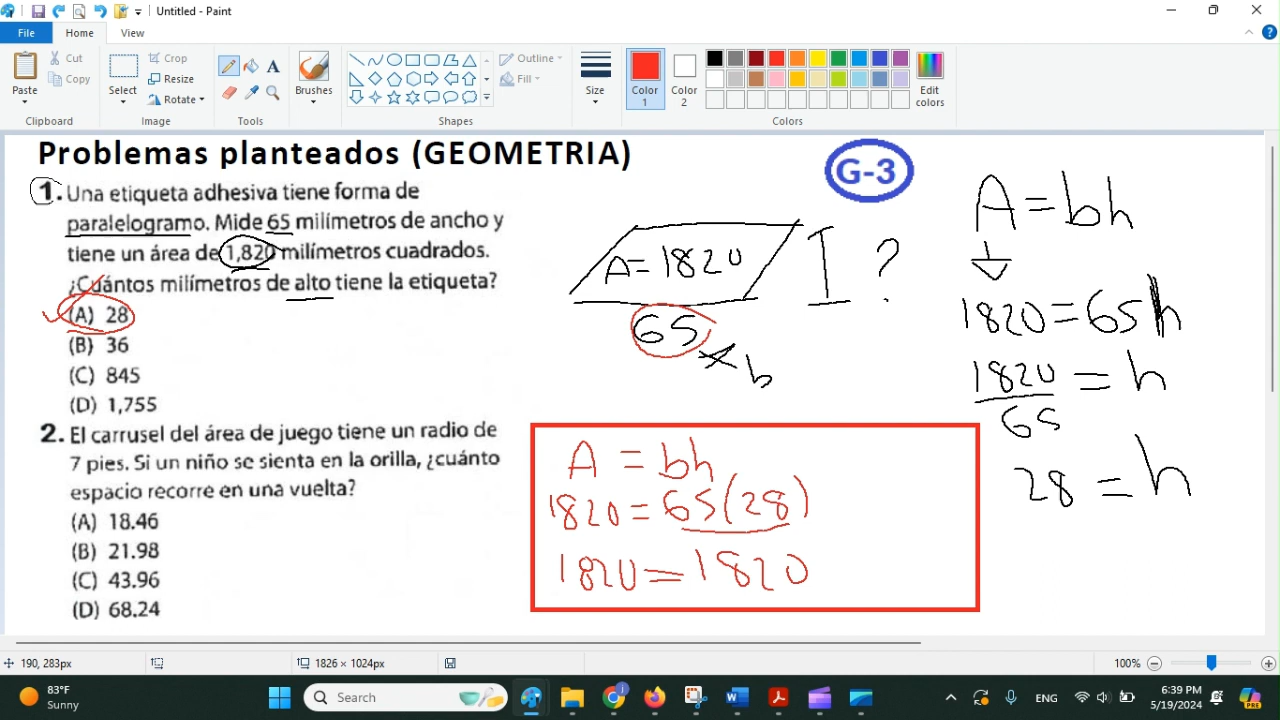 Untitled - Paint
File
Home
View
Paste
Cut
Copy
Clipboard
Select
Crop
Resize
Rotate
Image
A
Tools
Brushes
Outline
Fill
Shapes
Size
Color 1
Color 2
Edit colors
Colors
Problemas planteados (GEOMETRIA)
G-3
1. Una etiqueta adhesiva tiene forma de
paralelogramo. Mide 65 milímetros de ancho y
tiene un área de 1,820 milímetros cuadrados.
¿Cuántos milímetros de alto tiene la etiqueta?
(A) 28
(B) 36
(C) 845
(D) 1,755
2. El carrusel del área de juego tiene un radio de
7 pies. Si un niño se sienta en la orilla, ¿cuánto
espacio recorre en una vuelta?
(A) 18.46
(B) 21.98
(C) 43.96
(D) 68.24
A= 1820
?
65
b
A = bh
1820 = 65(28)
1820 = 1820
A = bh
1820 = 65h
1820/65 = h
28 = h
190, 283px
1826 × 1024px
100%
83°F
Sunny
Search
ENG
6:39 PM
5/19/2024
PRE